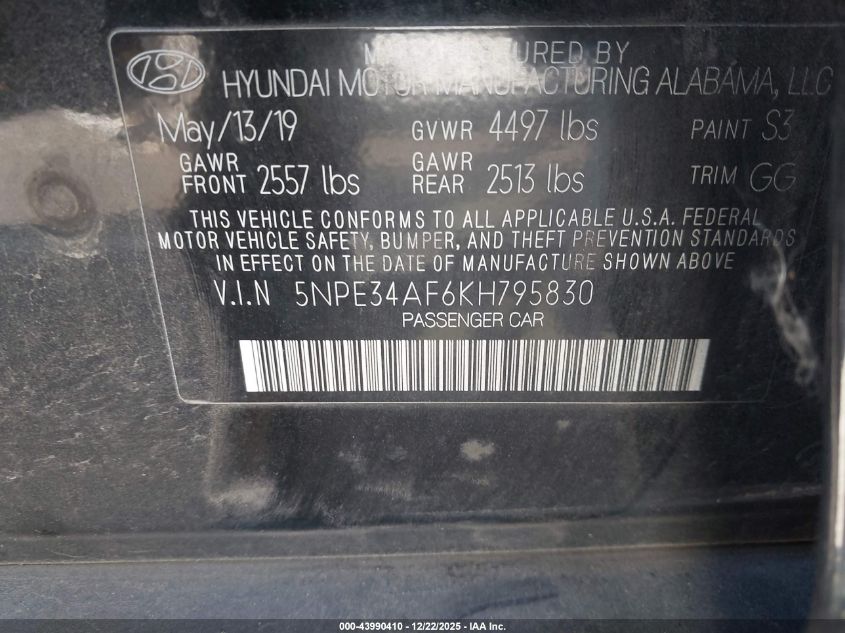 MANUFACTURED BY
HYUNDAI MOTOR MANUFACTURING ALABAMA, LLC
May/13/19 GVWR 4497 lbs PAINT S3
GAWR FRONT 2557 lbs GAWR REAR 2513 lbs TRIM GG
THIS VEHICLE CONFORMS TO ALL APPLICABLE U.S.A. FEDERAL
MOTOR VEHICLE SAFETY, BUMPER, AND THEFT PREVENTION STANDARDS
IN EFFECT ON THE DATE OF MANUFACTURE SHOWN ABOVE
V.I.N 5NPE34AF6KH795830
PASSENGER CAR
000-43990410 - 12/22/2025 - IAA Inc.